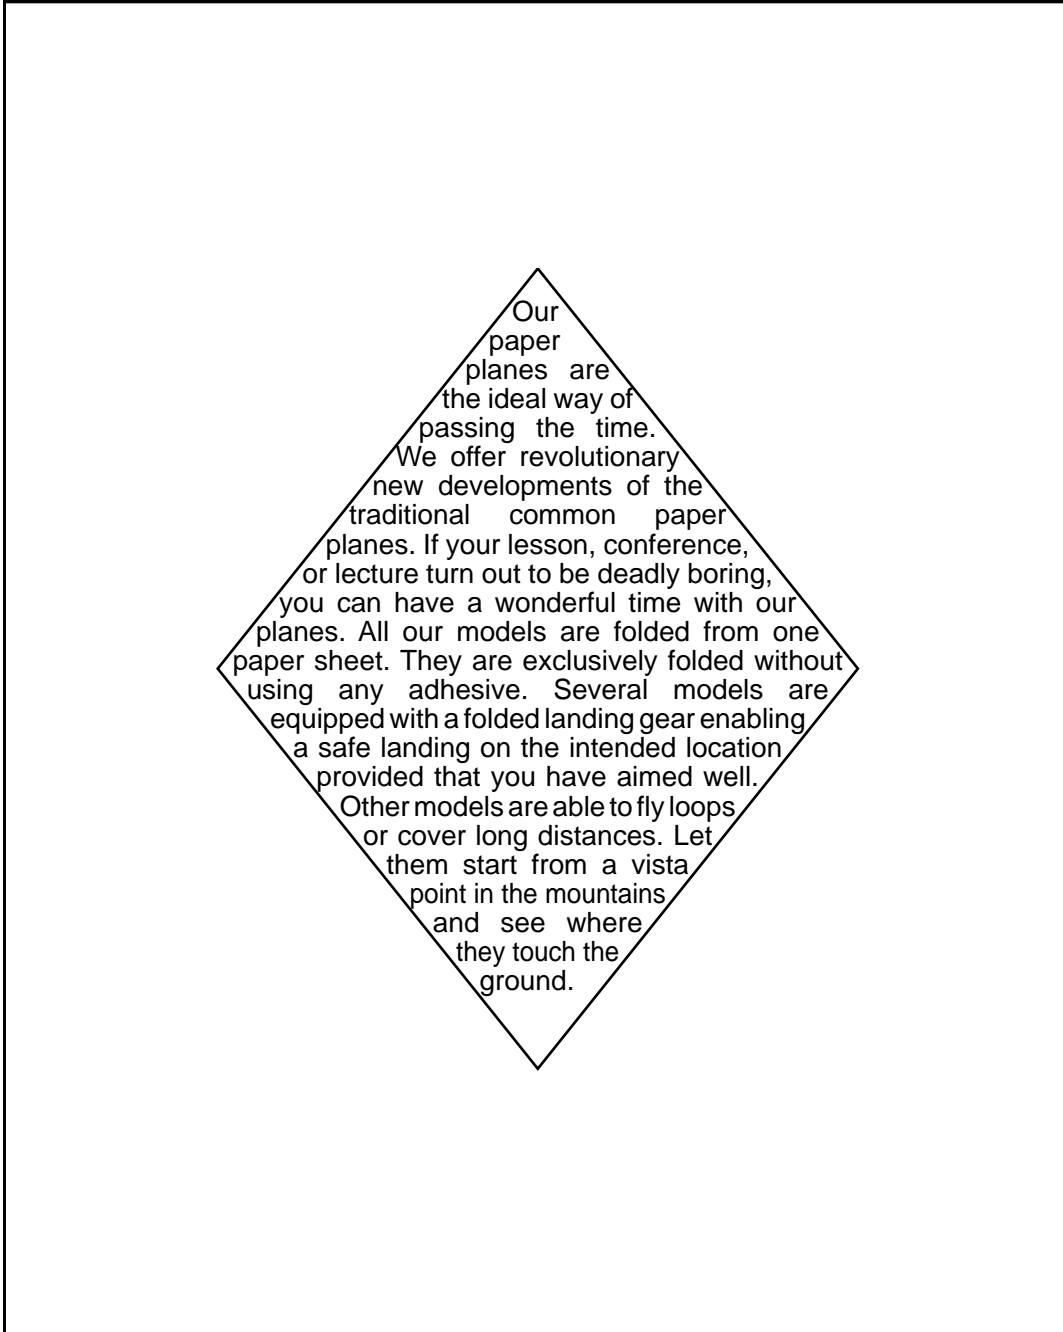 Our
paper
planes are
the ideal way of
passing the time.
We offer revolutionary
new developments of the
traditional common paper
planes. If your lesson, conference,
or lecture turn out to be deadly boring,
you can have a wonderful time with our
planes. All our models are folded from one
paper sheet. They are exclusively folded without
using any adhesive. Several models are
equipped with a folded landing gear enabling
a safe landing on the intended location
provided that you have aimed well.
Other models are able to fly loops
or cover long distances. Let
them start from a vista
point in the mountains
and see where
they touch the
ground.